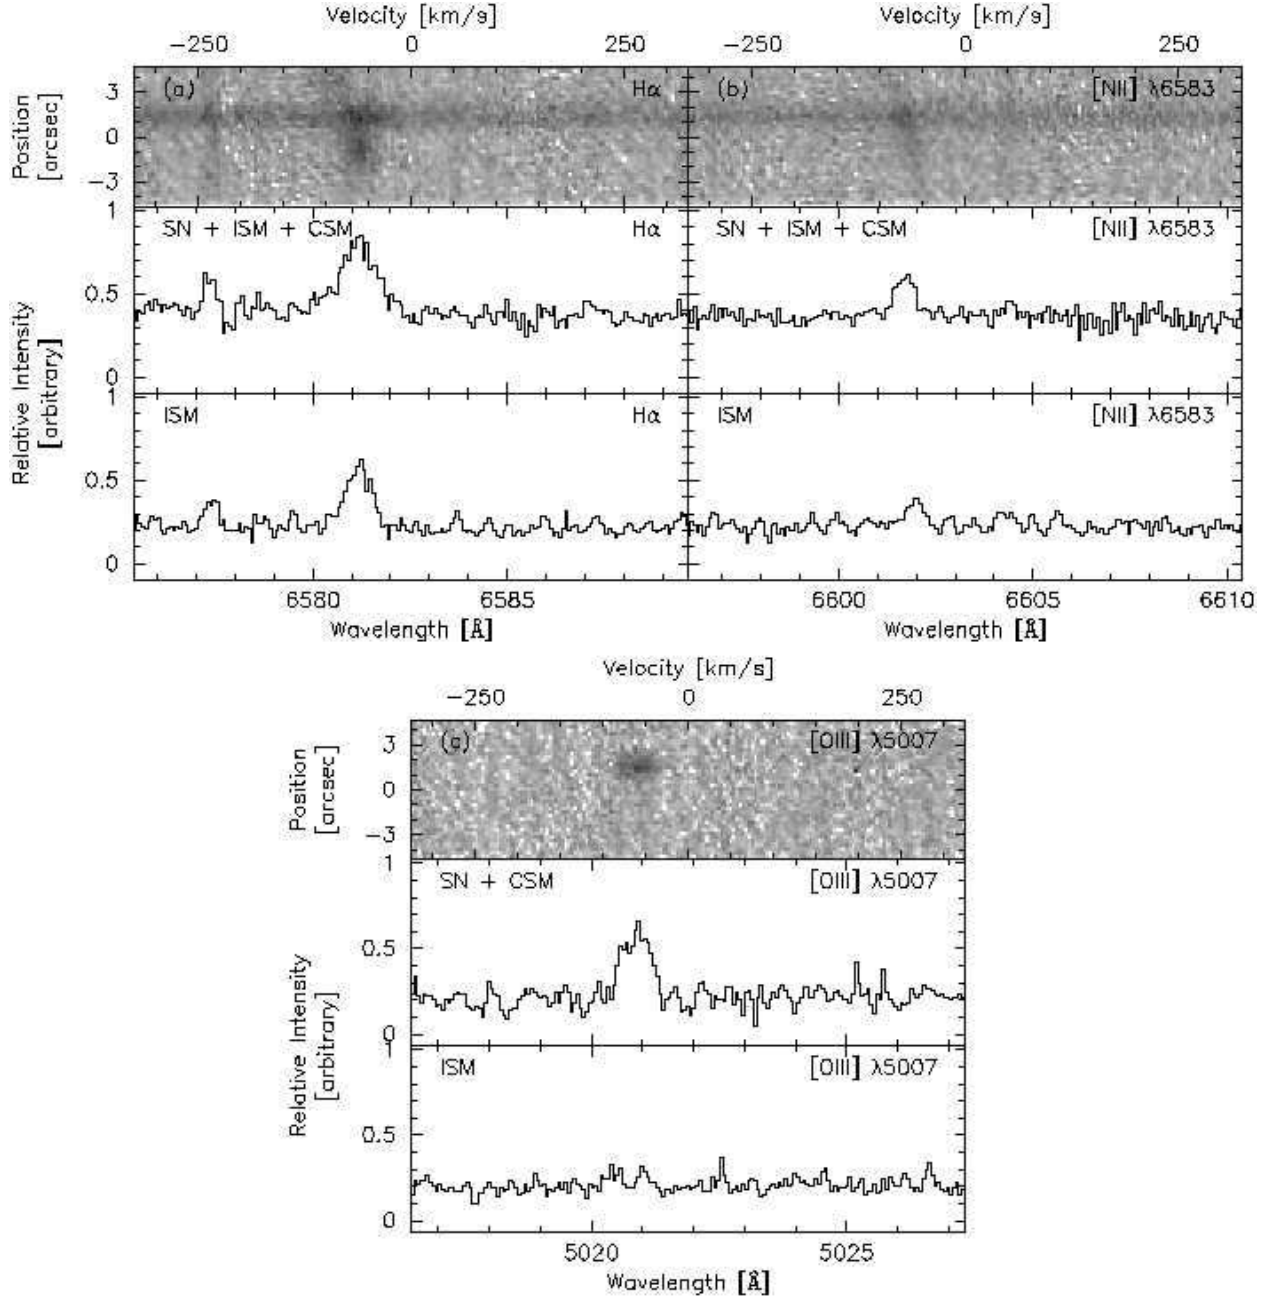 Velocity [km/s]
Velocity [km/s]
−250 0 250
−250 0 250
Position
[arcsec]
3
0
−3
(a) Hα
(b) [NII] λ6583
Relative Intensity
[arbitrary]
1
0.5
0
SN + ISM + CSM Hα
SN + ISM + CSM [NII] λ6583
1
0.5
0
ISM Hα
ISM [NII] λ6583
6580 6585
6600 6605 6610
Wavelength [Å]
Wavelength [Å]
Velocity [km/s]
−250 0 250
Position
[arcsec]
3
0
−3
(c) [OIII] λ5007
Relative Intensity
[arbitrary]
1
0.5
0
SN + CSM [OIII] λ5007
1
0.5
0
ISM [OIII] λ5007
5020 5025
Wavelength [Å]